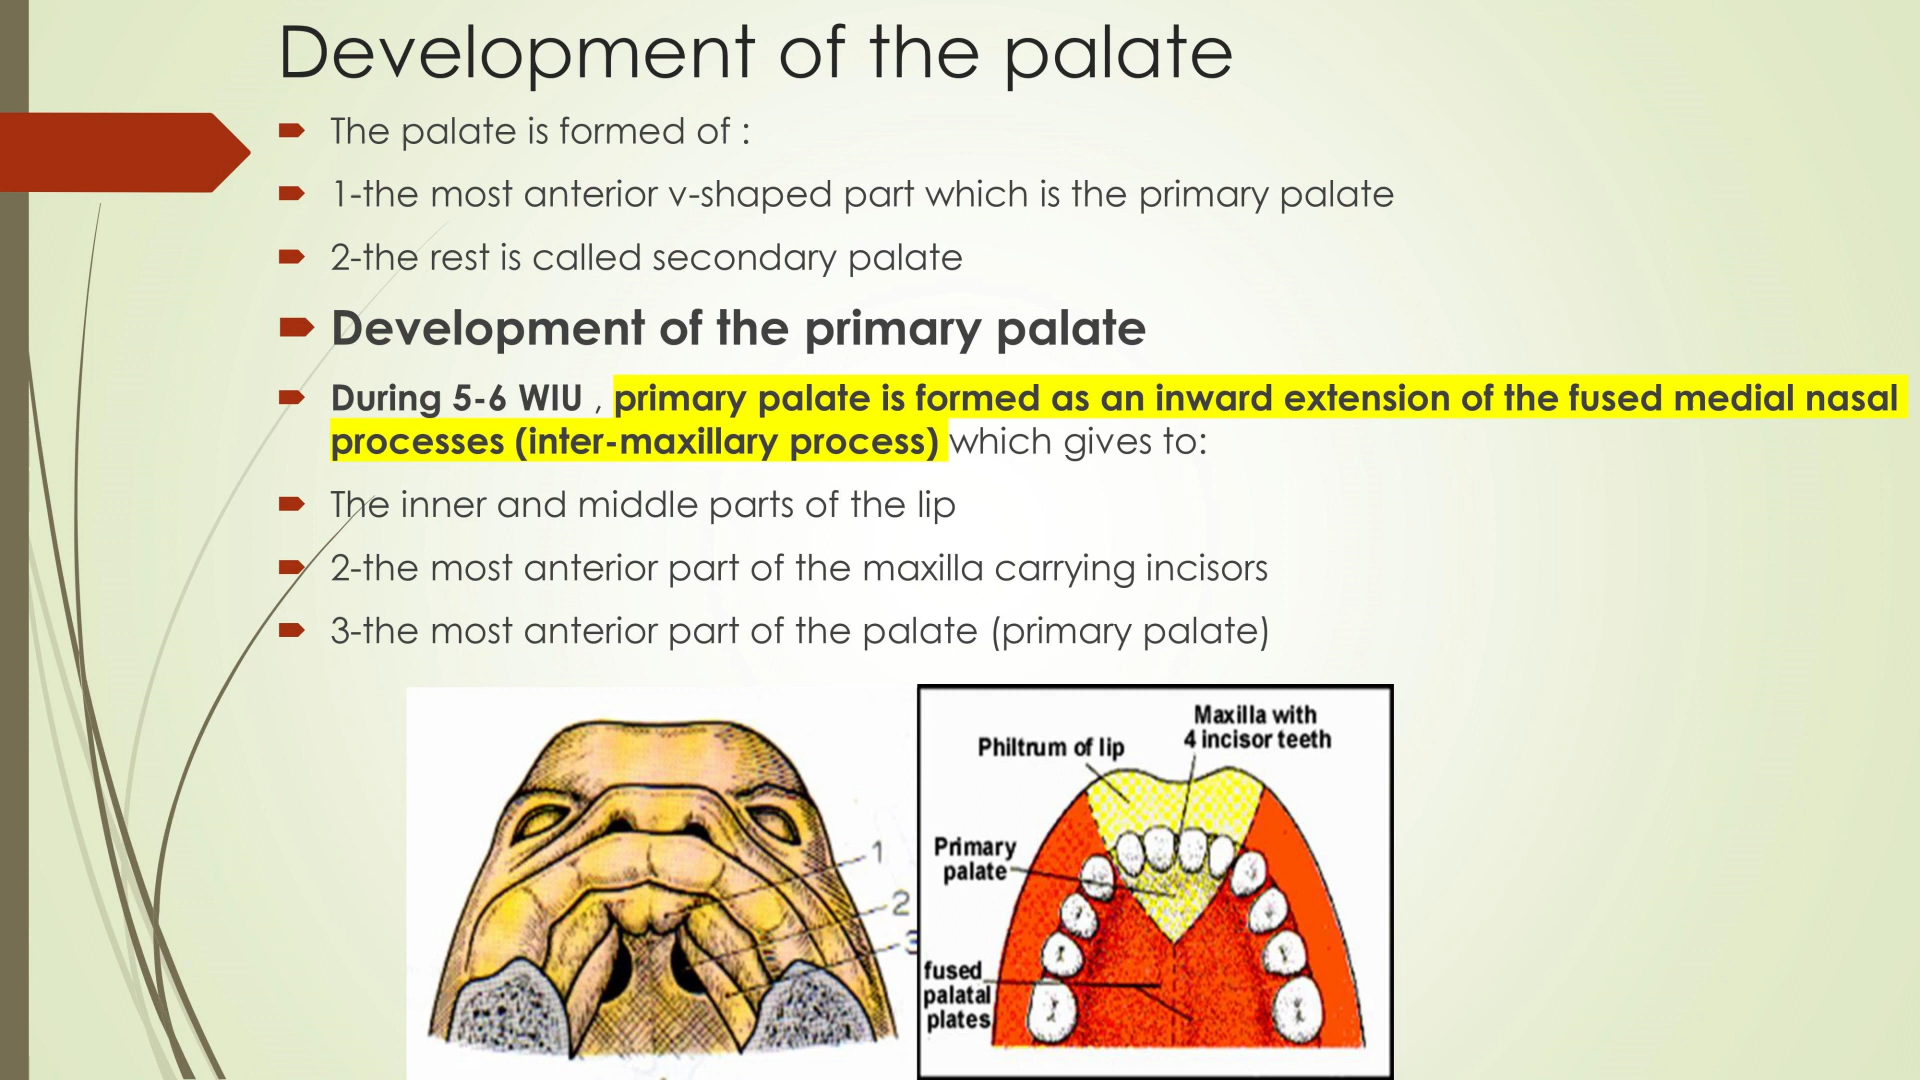 Development of the palate
The palate is formed of :
1-the most anterior v-shaped part which is the primary palate
2-the rest is called secondary palate
Development of the primary palate
During 5-6 WIU , primary palate is formed as an inward extension of the fused medial nasal
processes (inter-maxillary process) which gives to:
The inner and middle parts of the lip
2-the most anterior part of the maxilla carrying incisors
3-the most anterior part of the palate (primary palate)
1
2
3
Maxilla with
4 incisor teeth
Philtrum of lip
Primary
palate
fused
palatal
plates